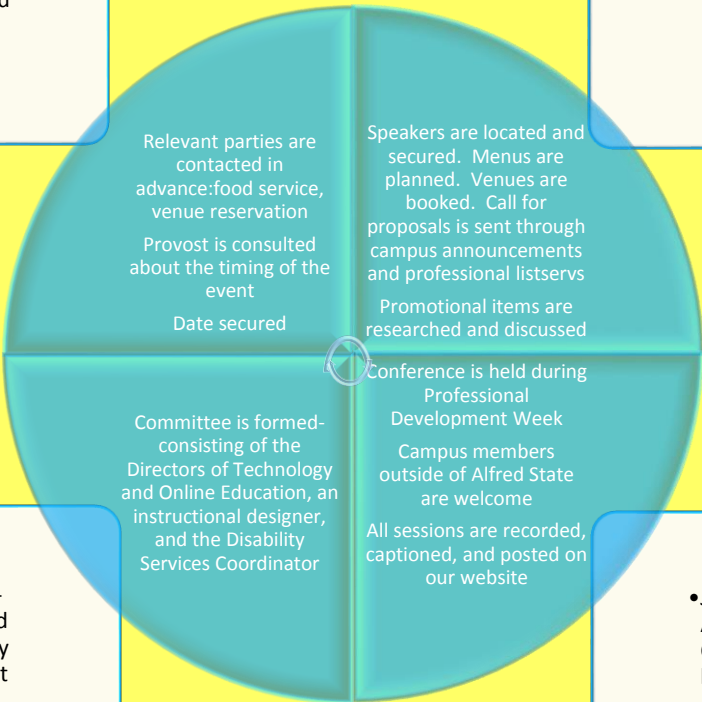 Relevant parties are
contacted in
advance:food service,
venue reservation
Provost is consulted
about the timing of the
event
Date secured
Speakers are located and
secured.  Menus are
planned.  Venues are
booked.  Call for
proposals is sent through
campus announcements
and professional listservs
Promotional items are
researched and discussed
Committee is formed-
consisting of the
Directors of Technology
and Online Education, an
instructional designer,
and the Disability
Services Coordinator
Conference is held during
Professional
Development Week
Campus members
outside of Alfred State
are welcome
All sessions are recorded,
captioned, and posted on
our website